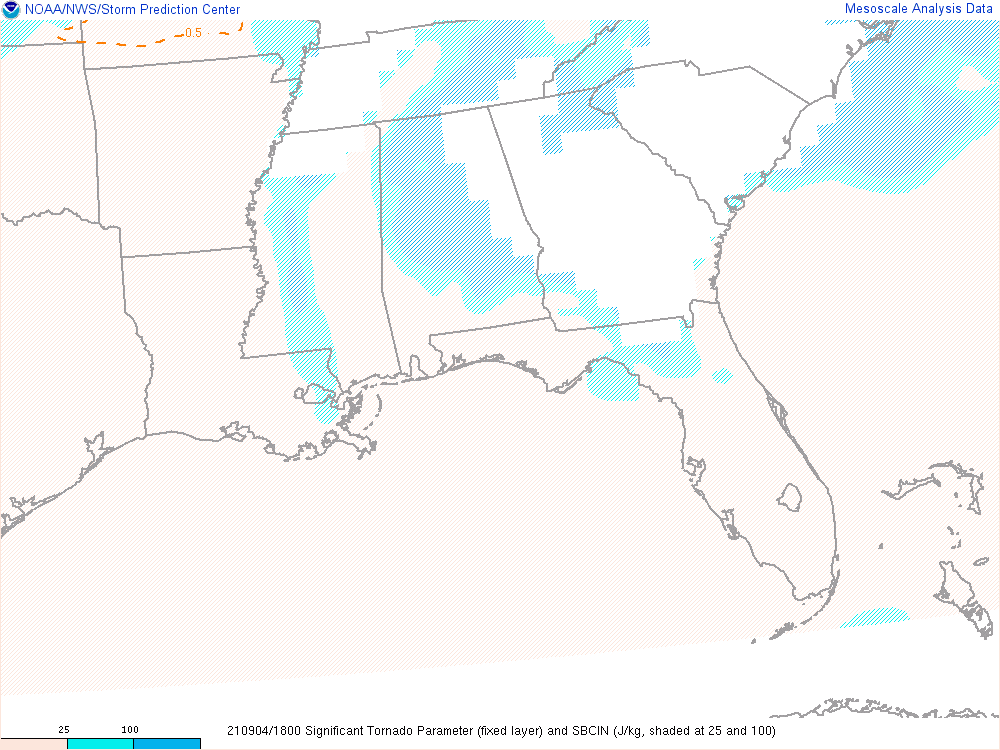 NOAA/NWS/Storm Prediction Center
Mesoscale Analysis Data
0.5
25
100
210904/1800 Significant Tornado Parameter (fixed layer) and SBCIN (J/kg, shaded at 25 and 100)